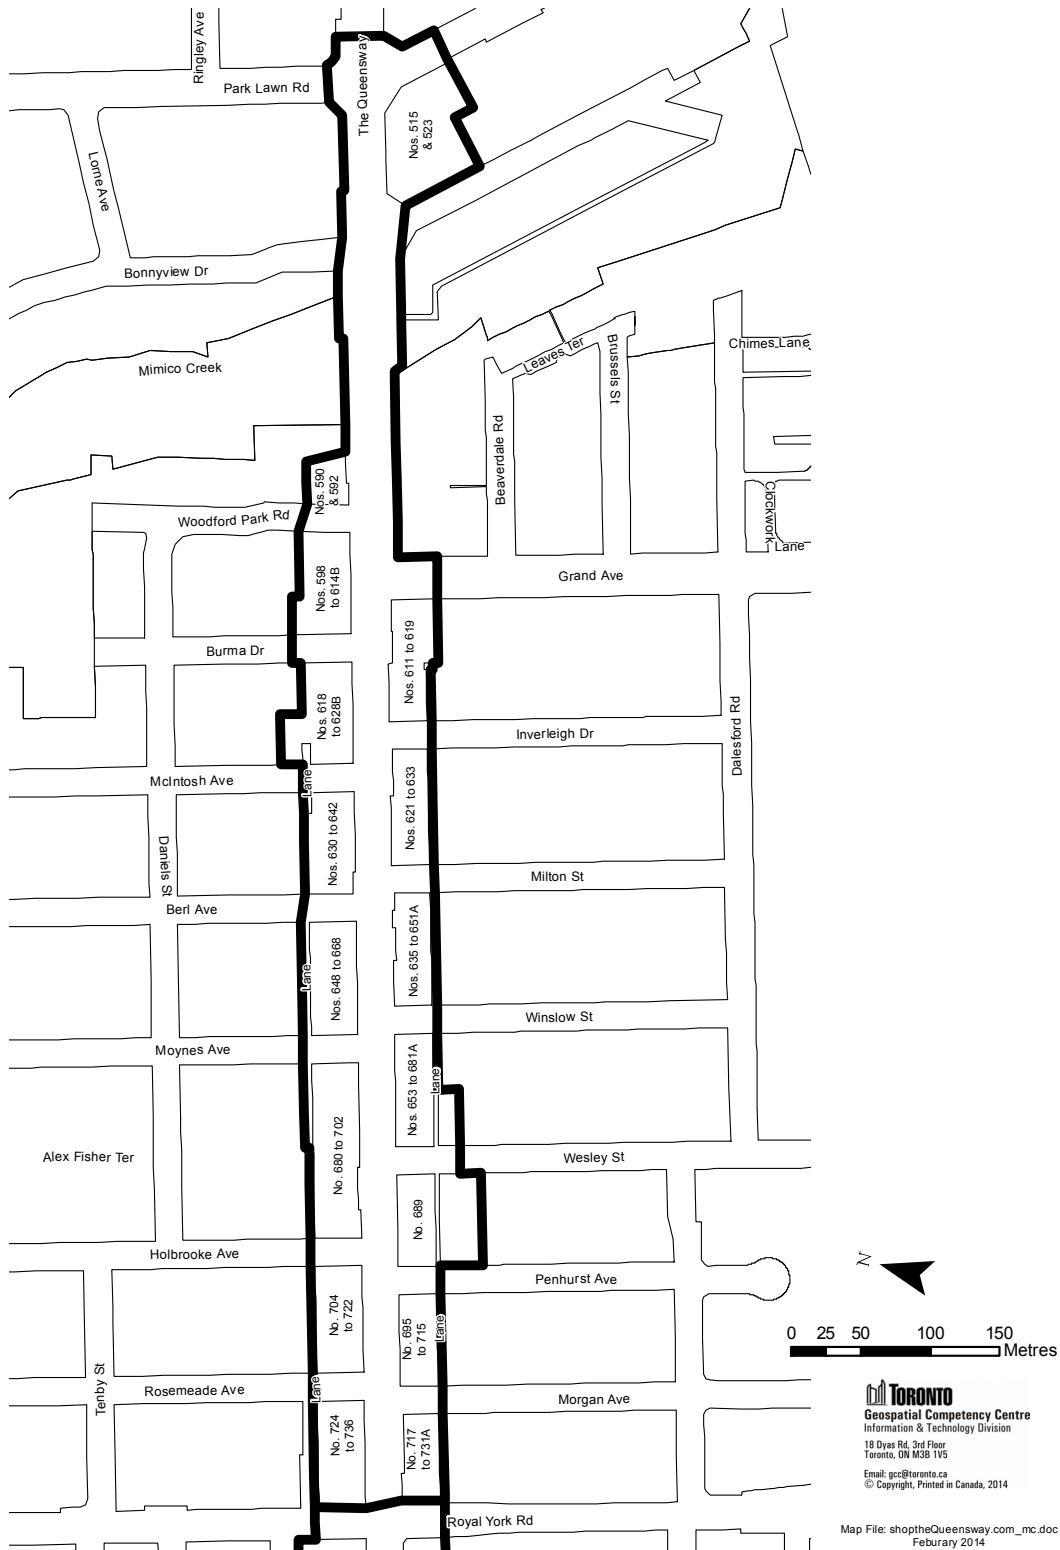 Ringley Ave
Park Lawn Rd
The Queensway
Nos. 515
& 523
Lorne Ave
Bonnyview Dr
Mimico Creek
Leaves Ter
Brussels St
Chimes Lane
Beaverdale Rd
Nos. 590
& 592
Woodford Park Rd
Clockwork
Lane
Grand Ave
Nos. 598
to 614B
Burma Dr
Nos. 611 to 619
Nos. 618
to 628B
Inverleigh Dr
Dalesford Rd
McIntosh Ave
Lane
Nos. 621 to 633
Nos. 630 to 642
Daniels St
Milton St
Berl Ave
Nos. 635 to 651A
Nos. 648 to 668
Lane
Winslow St
Moynes Ave
Nos. 653 to 681A
Lane
No. 680 to 702
Alex Fisher Ter
Wesley St
No. 689
Holbrooke Ave
N
Penhurst Ave
No. 704
to 722
No. 695
to 715
Lane
0 25 50 100 150
Metres
Tenby St
Rosemeade Ave
Lane
Morgan Ave
No. 724
to 736
No. 717
to 731A
Royal York Rd
TORONTO
Geospatial Competency Centre
Information & Technology Division
18 Dyas Rd, 3rd Floor
Toronto, ON M3B 1V5
Email: gcc@toronto.ca
© Copyright, Printed in Canada, 2014
Map File: shoptheQueensway.com_mc.doc
Feburary 2014